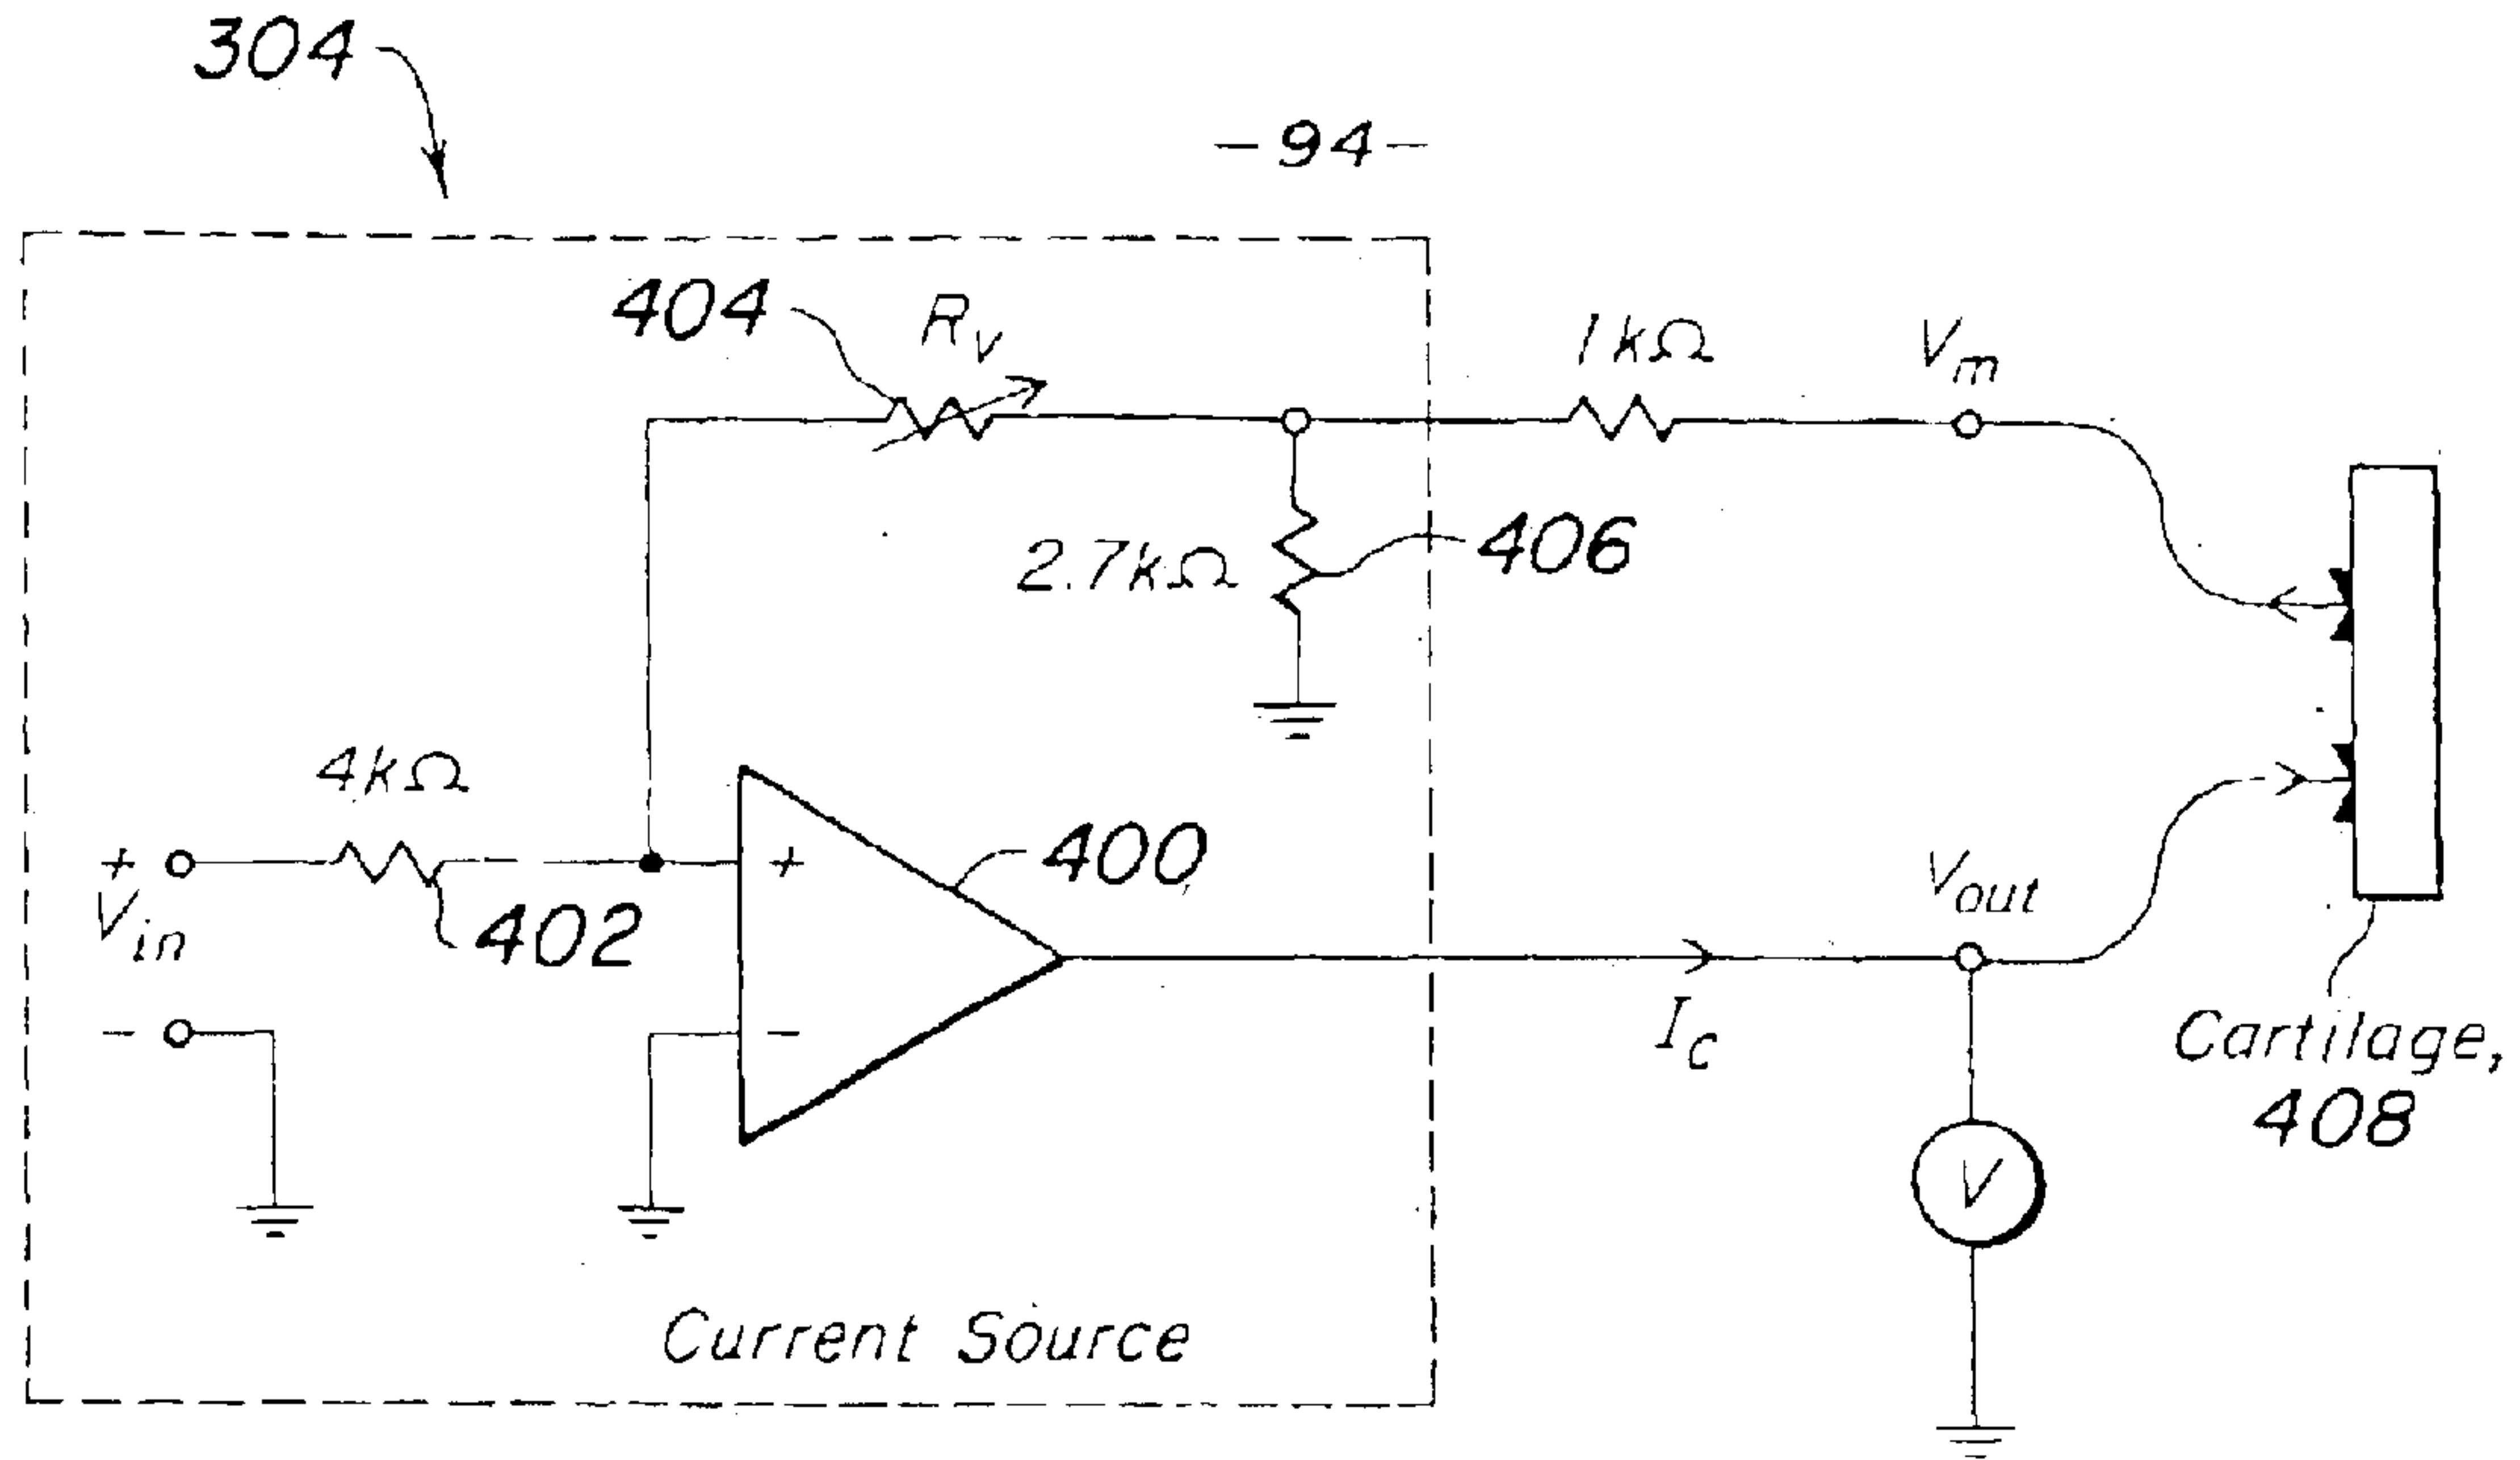 304
-94-
404
R_V
1kΩ
V_m
2.7kΩ
406
4kΩ
+
V_in
-
402
+
-
400
V_out
I_c
Cartilage,
408
V
Current Source